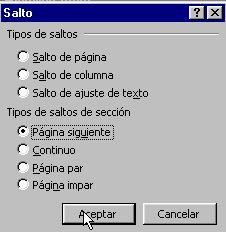 Salto
Tipos de saltos
Salto de página
Salto de columna
Salto de ajuste de texto
Tipos de saltos de sección
Página siguiente
Continuo
Página par
Página impar
Aceptar
Cancelar